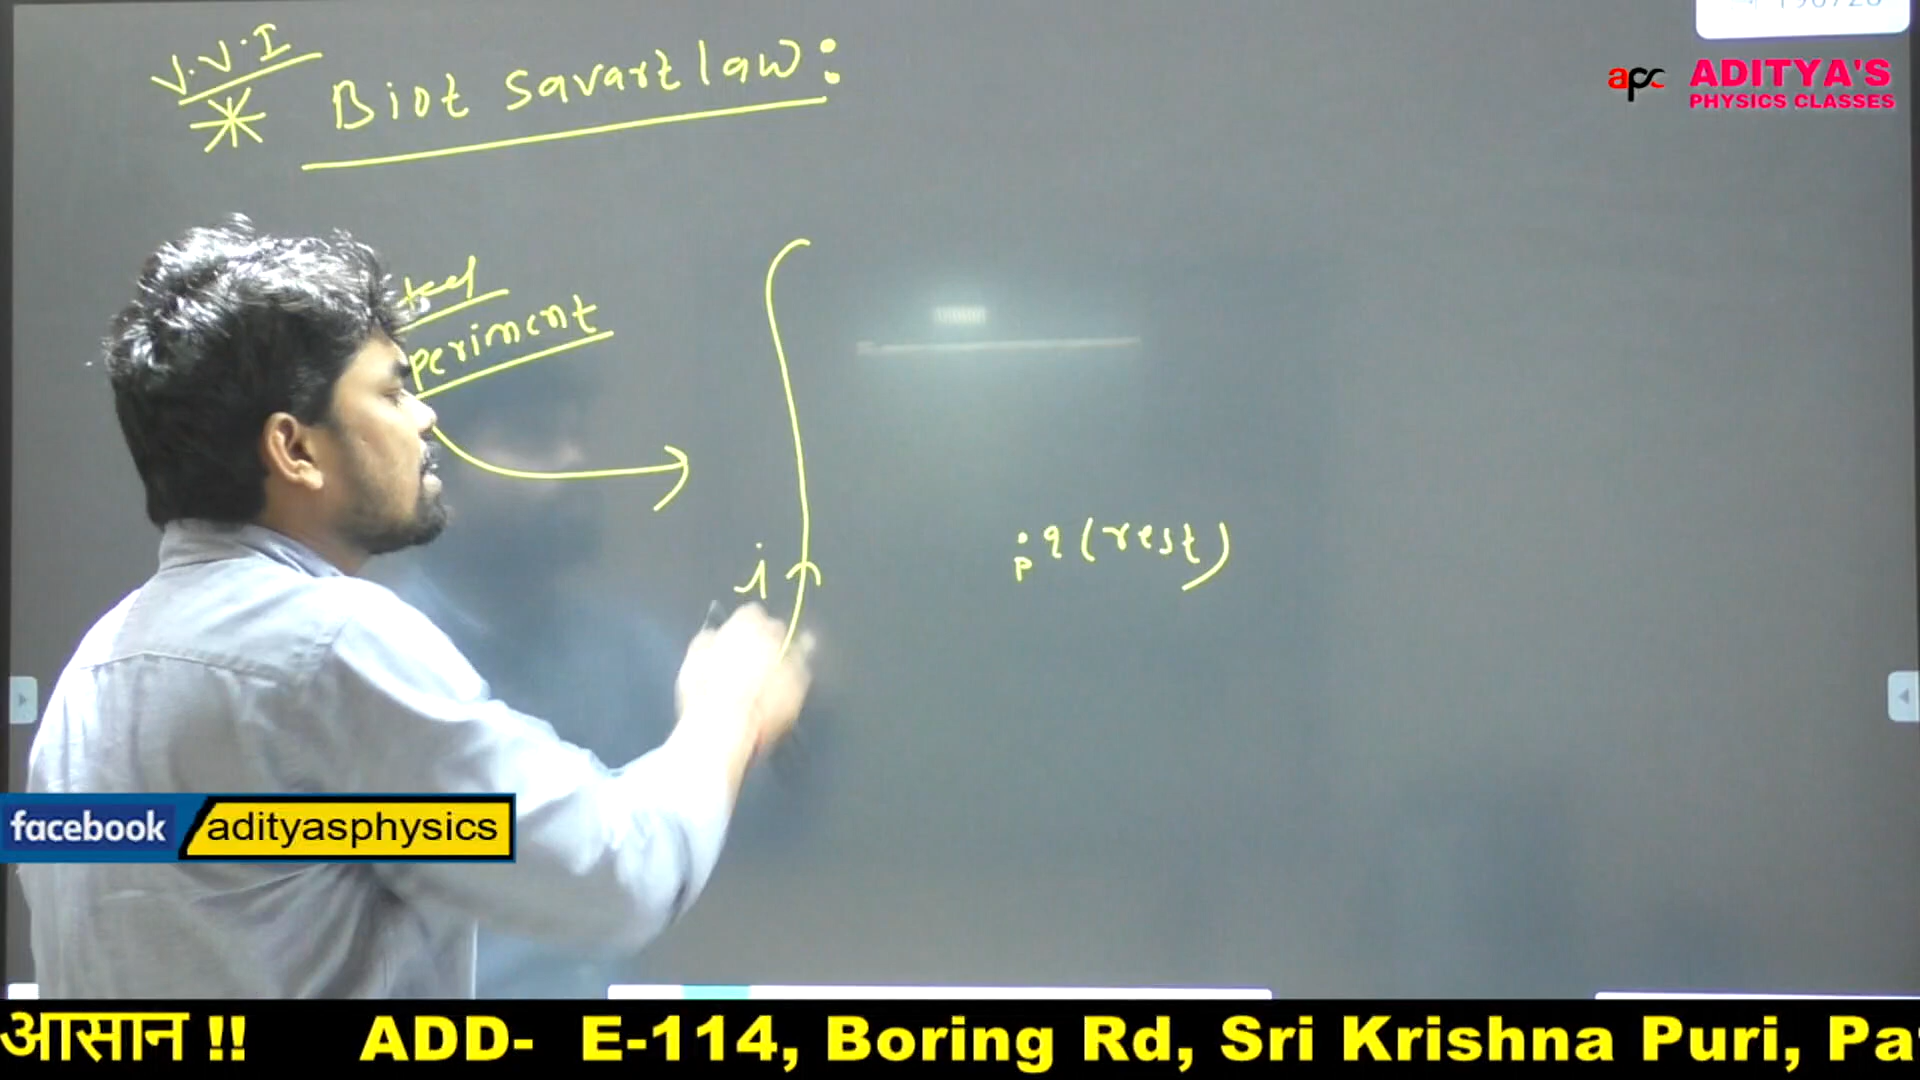 V.V.I
* Biot Savart law:
periment
i
q (rest)
P
apc ADITYA'S
PHYSICS CLASSES
facebook adityasphysics
आसान !! ADD- E-114, Boring Rd, Sri Krishna Puri, Pa